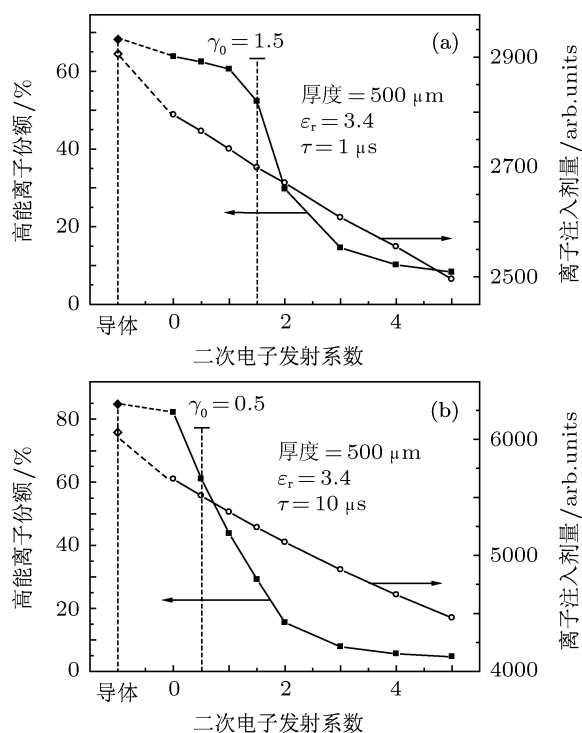 γ₀ = 1.5
(a)
厚度 = 500 μm
εᵣ = 3.4
τ = 1 μs
高能离子份额/%
60
40
20
0
离子注入剂量/arb.units
2900
2700
2500
导体 0 2 4
二次电子发射系数
γ₀ = 0.5
(b)
厚度 = 500 μm
εᵣ = 3.4
τ = 10 μs
高能离子份额/%
80
60
40
20
0
离子注入剂量/arb.units
6000
5000
4000
导体 0 2 4
二次电子发射系数